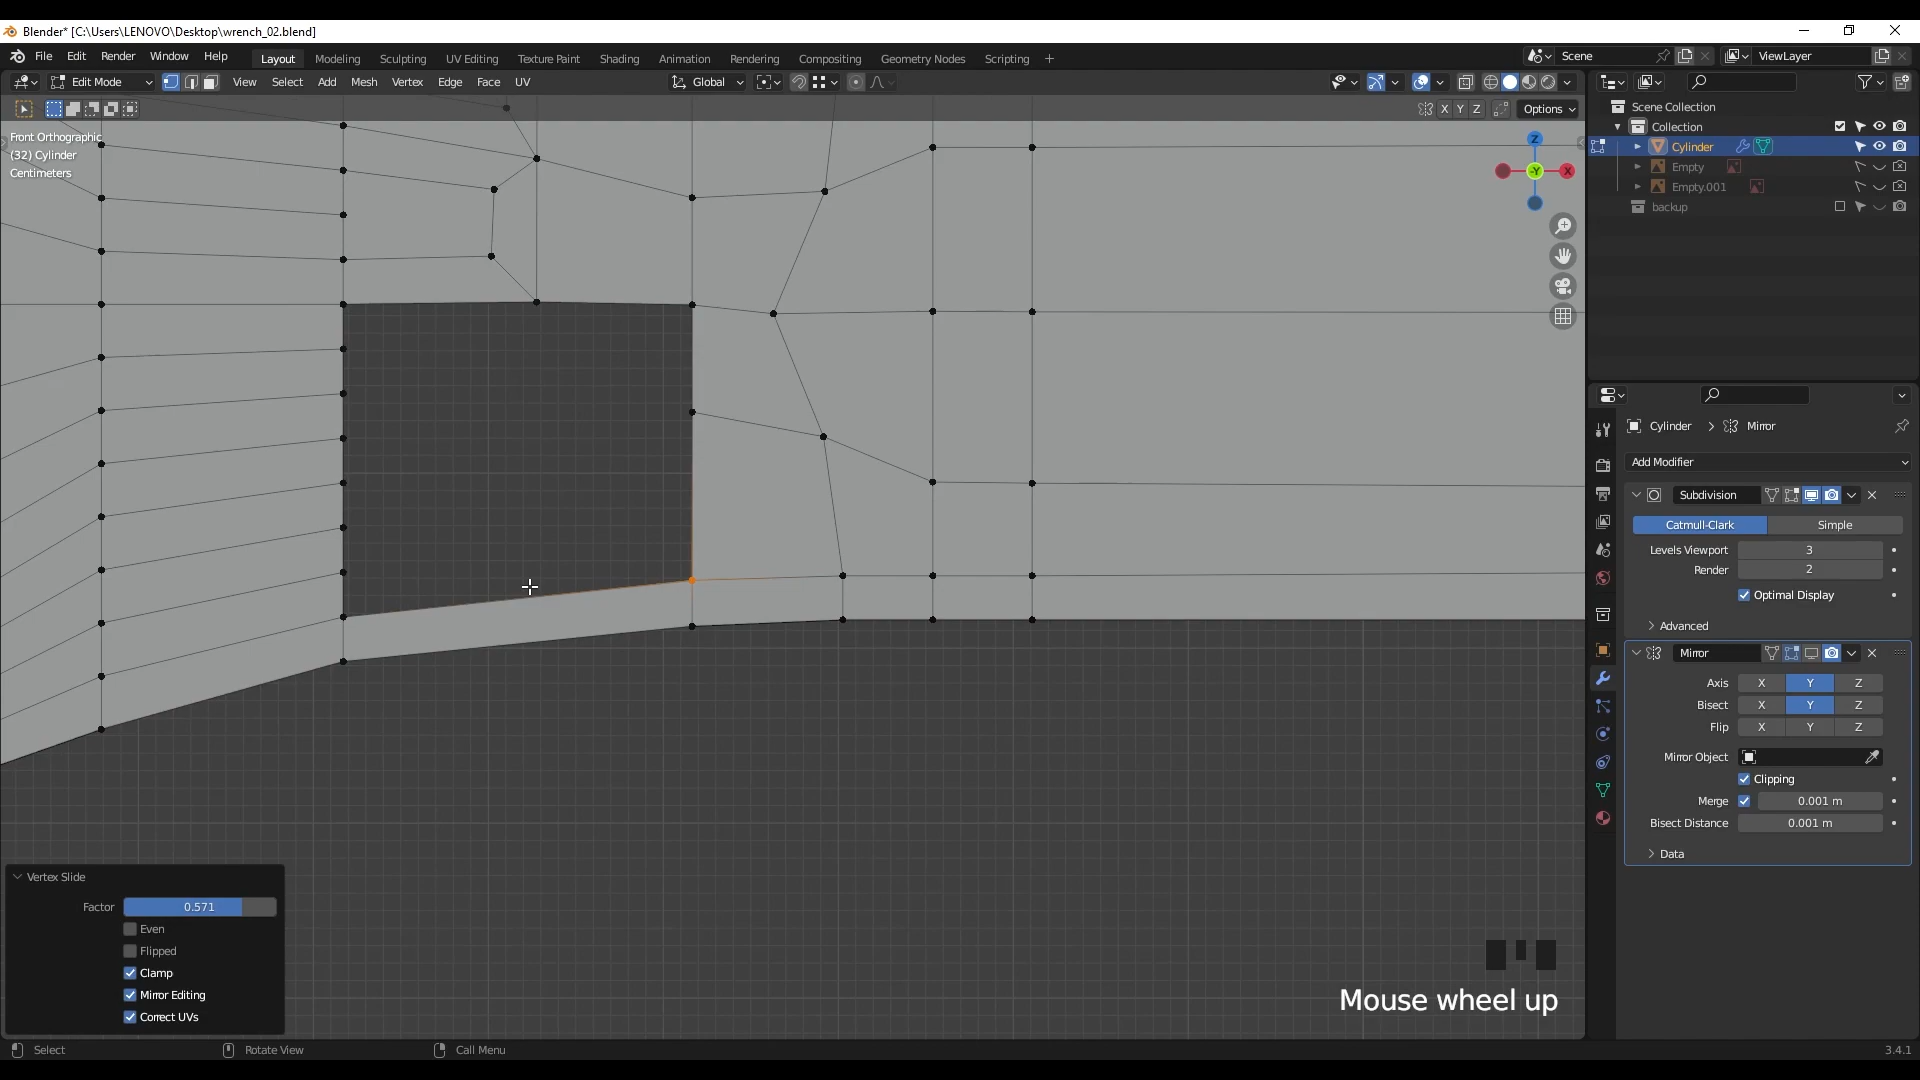 Blender* [C:\Users\LENOVO\Desktop\wrench_02.blend]
File Edit Render Window Help Layout Modeling Sculpting UV Editing Texture Paint Shading Animation Rendering Compositing Geometry Nodes Scripting + Scene ViewLayer
Edit Mode View Select Add Mesh Vertex Edge Face UV Global
X Y Z Options
Front Orthographic
(32) Cylinder
Centimeters
Z
-Y
X
Scene Collection
Collection
Cylinder
Empty
Empty.001
backup
Cylinder > Mirror
Add Modifier
Subdivision
Catmull-Clark Simple
Levels Viewport 3
Render 2
Optimal Display
Advanced
Mirror
Axis X Y Z
Bisect X Y Z
Flip X Y Z
Mirror Object
Clipping
Merge 0.001 m
Bisect Distance 0.001 m
Data
Vertex Slide
Factor 0.571
Even
Flipped
Clamp
Mirror Editing
Correct UVs
Mouse wheel up
Select Rotate View Call Menu 3.4.1